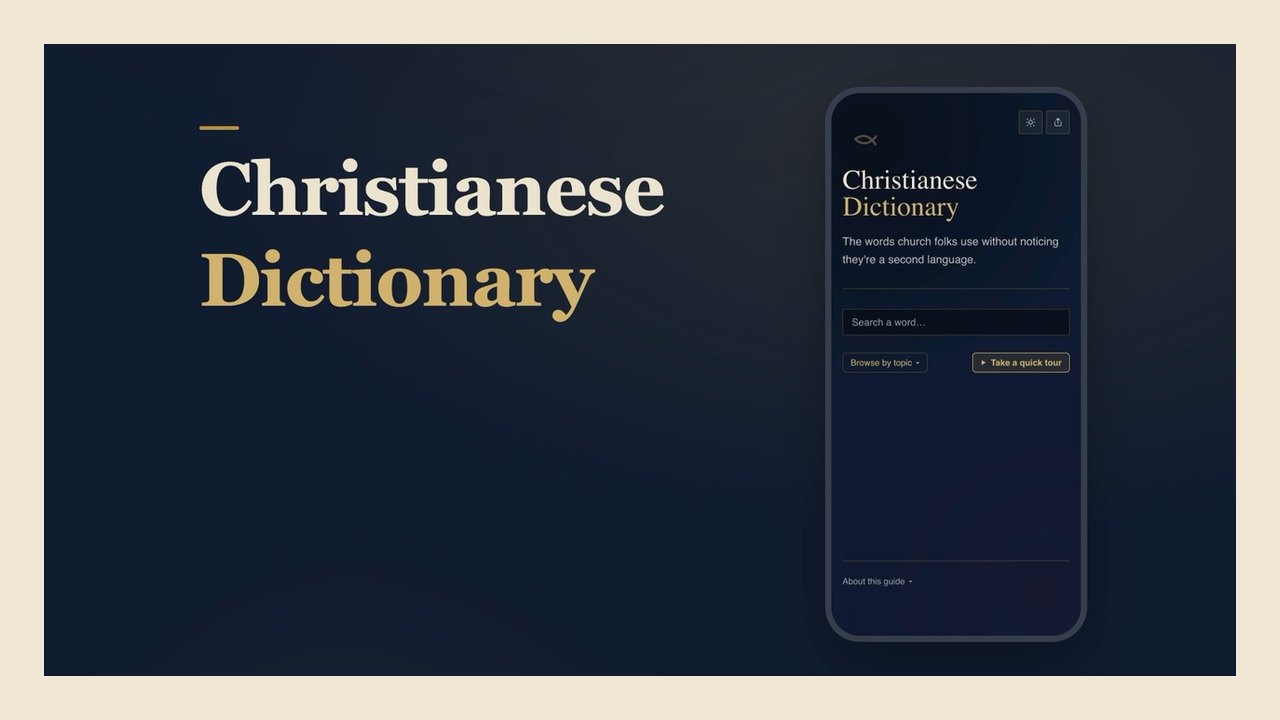 Christianese
Dictionary
Christianese
Dictionary
The words church folks use without noticing
they're a second language.
Search a word…
Browse by topic
Take a quick tour
About this guide